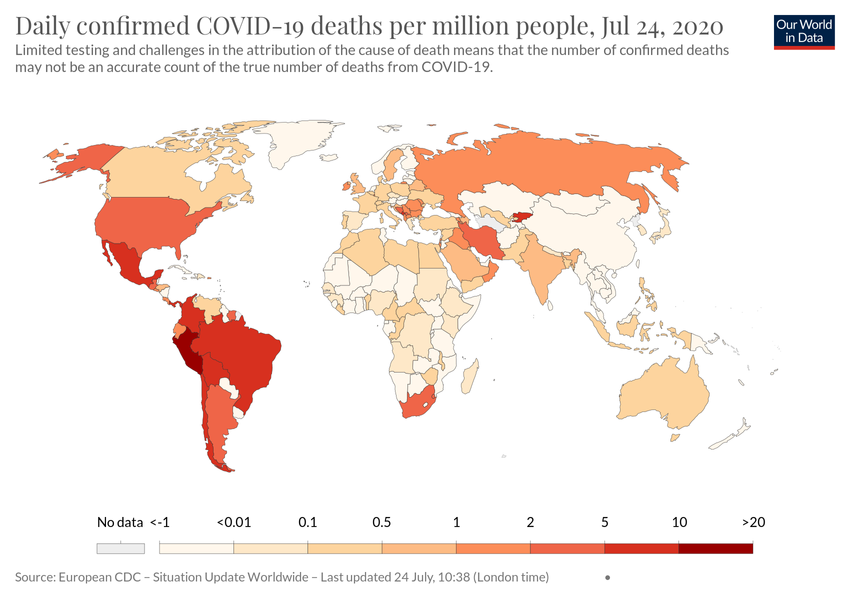 Daily confirmed COVID-19 deaths per million people, Jul 24, 2020
Our World
in Data
Limited testing and challenges in the attribution of the cause of death means that the number of confirmed deaths
may not be an accurate count of the true number of deaths from COVID-19.
No data <-1 <0.01 0.1 0.5 1 2 5 10 >20
Source: European CDC – Situation Update Worldwide – Last updated 24 July, 10:38 (London time) •